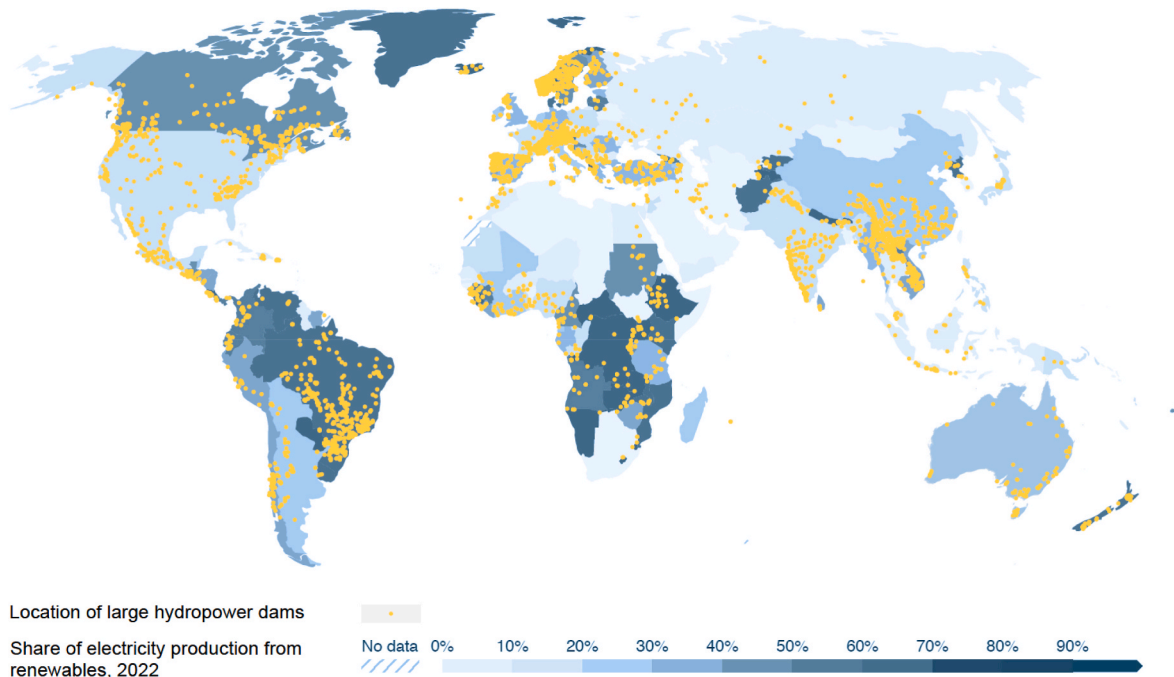 Location of large hydropower dams
No data 0% 10% 20% 30% 40% 50% 60% 70% 80% 90%
Share of electricity production from
renewables, 2022